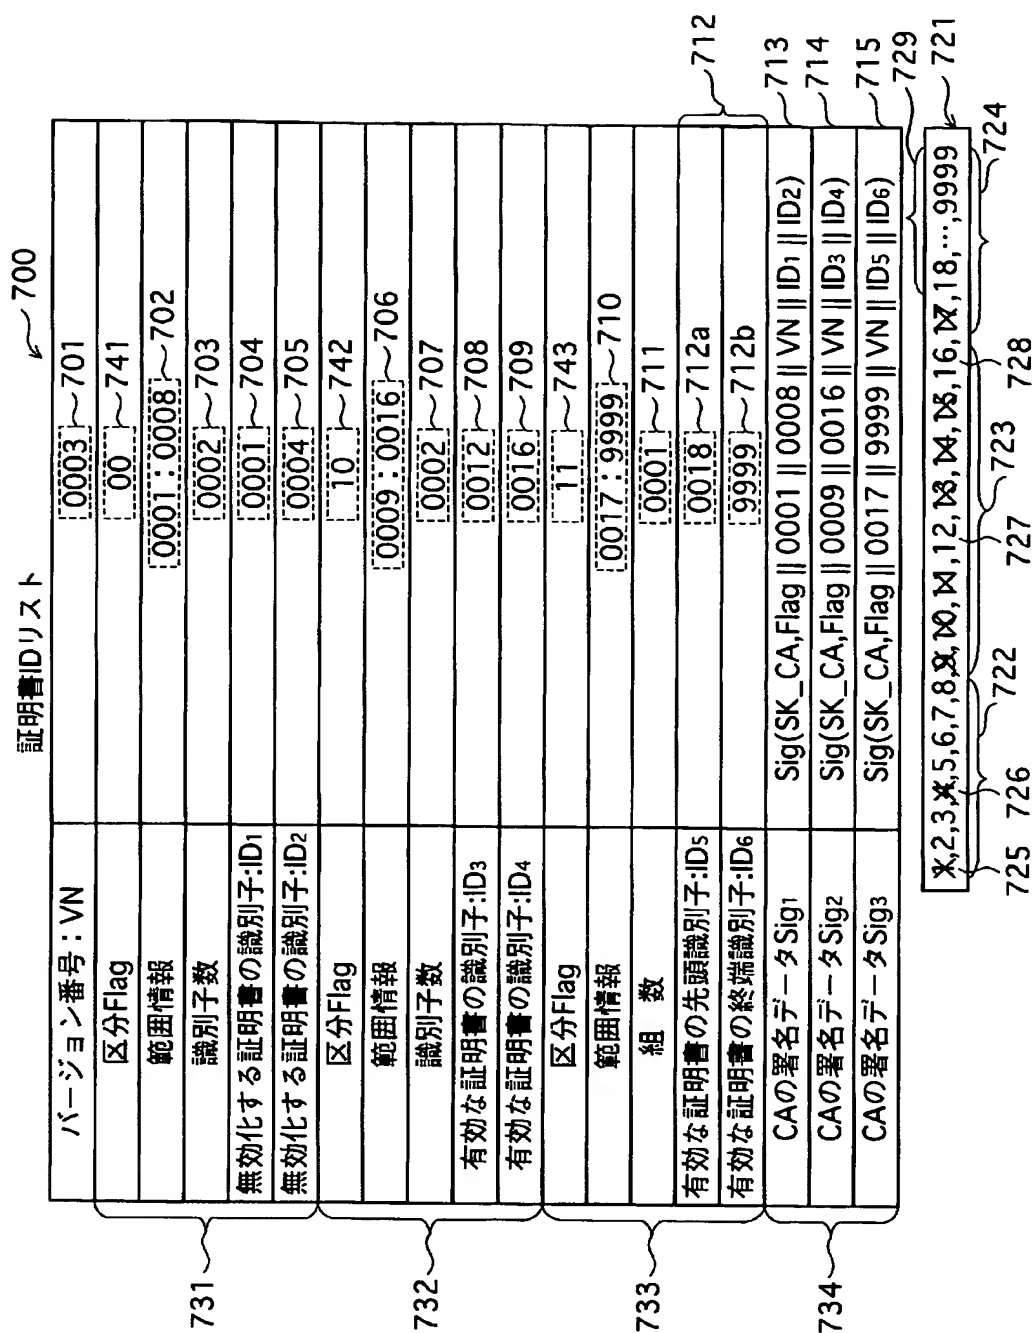 証明書IDリスト
700
バージョン番号:VN 0003 701
区分Flag 00 741
範囲情報 0001:0008 702
識別子数 0002 703
無効化する証明書の識別子:ID1 0001 704
無効化する証明書の識別子:ID2 0004 705
731
区分Flag 10 742
範囲情報 0009:0016 706
識別子数 0002 707
有効な証明書の識別子:ID3 0012 708
有効な証明書の識別子:ID4 0016 709
732
区分Flag 11 743
範囲情報 0017:9999 710
組 数 0001 711
有効な証明書の先頭識別子:ID5 0018 712a
有効な証明書の終端識別子:ID6 9999 712b
733
712
CAの署名データSig1 Sig(SK_CA,Flag || 0001 || 0008 || VN || ID1 || ID2) 713
CAの署名データSig2 Sig(SK_CA,Flag || 0009 || 0016 || VN || ID3 || ID4) 714
CAの署名データSig3 Sig(SK_CA,Flag || 0017 || 9999 || VN || ID5 || ID6) 715
734
729
721
1,2,3,4,5,6,7,8,9,10,11,12,13,14,15,16,17,18,…,9999
722
723
724
725
726
727
728